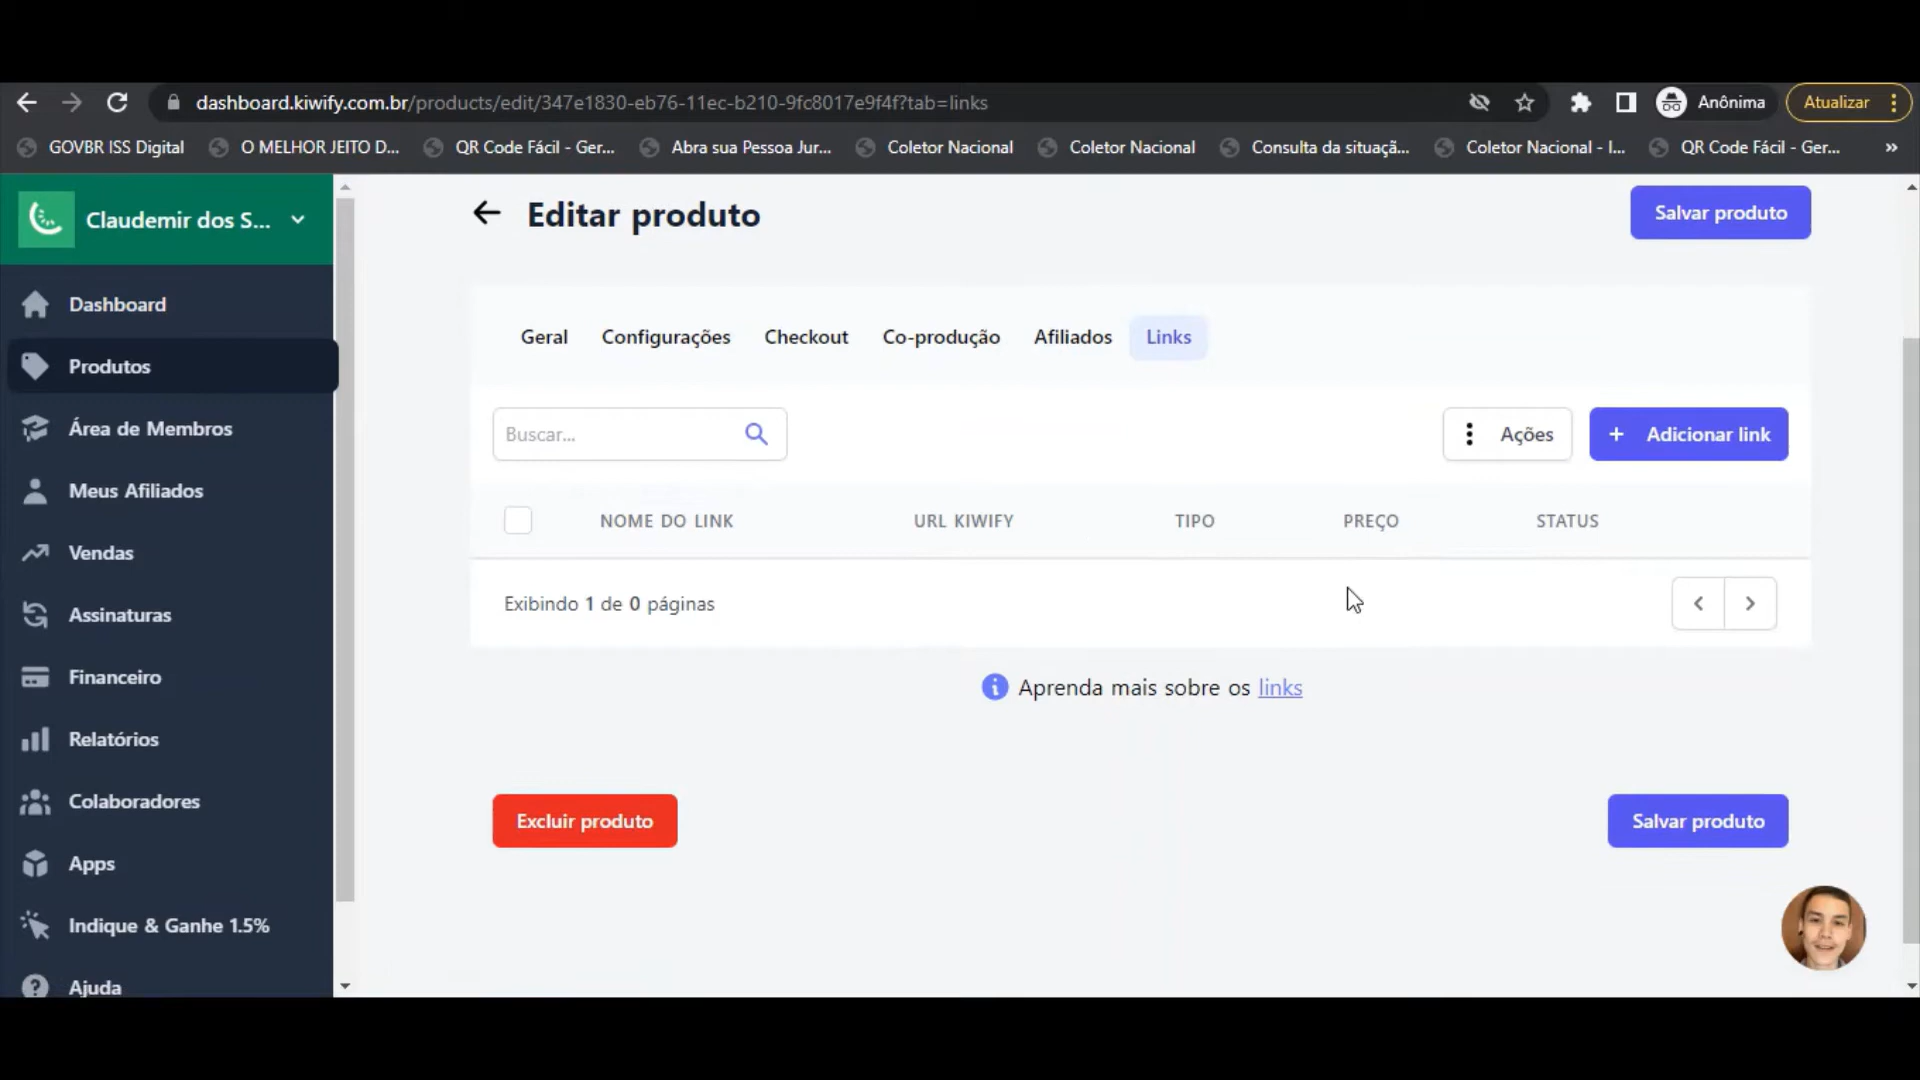 dashboard.kiwify.com.br/products/edit/347e1830-eb76-11ec-b210-9fc8017e9f4f?tab=links
Anônima
Atualizar
GOVBR ISS Digital
O MELHOR JEITO D...
QR Code Fácil - Ger...
Abra sua Pessoa Jur...
Coletor Nacional
Coletor Nacional
Consulta da situaçã...
Coletor Nacional - I...
QR Code Fácil - Ger...
»
Claudemir dos S...
Dashboard
Produtos
Área de Membros
Meus Afiliados
Vendas
Assinaturas
Financeiro
Relatórios
Colaboradores
Apps
Indique & Ganhe 1.5%
Ajuda
Editar produto
Salvar produto
Geral
Configurações
Checkout
Co-produção
Afiliados
Links
Buscar...
Ações
+ Adicionar link
NOME DO LINK
URL KIWIFY
TIPO
PREÇO
STATUS
Exibindo 1 de 0 páginas
Aprenda mais sobre os links
Excluir produto
Salvar produto